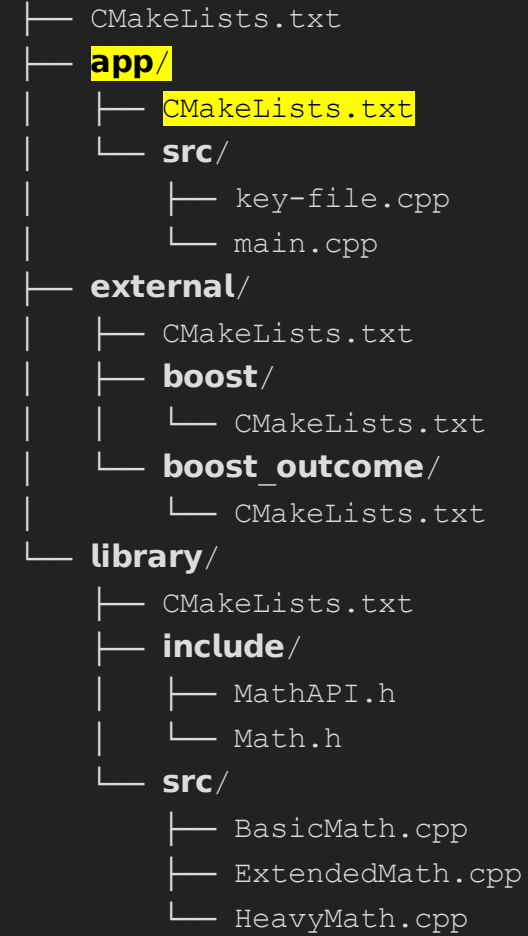 ├── CMakeLists.txt
├── app/
│   ├── CMakeLists.txt
│   └── src/
│       ├── key-file.cpp
│       └── main.cpp
├── external/
│   ├── CMakeLists.txt
│   ├── boost/
│   │   └── CMakeLists.txt
│   └── boost_outcome/
│       └── CMakeLists.txt
└── library/
    ├── CMakeLists.txt
    ├── include/
    │   ├── MathAPI.h
    │   └── Math.h
    └── src/
        ├── BasicMath.cpp
        ├── ExtendedMath.cpp
        └── HeavyMath.cpp